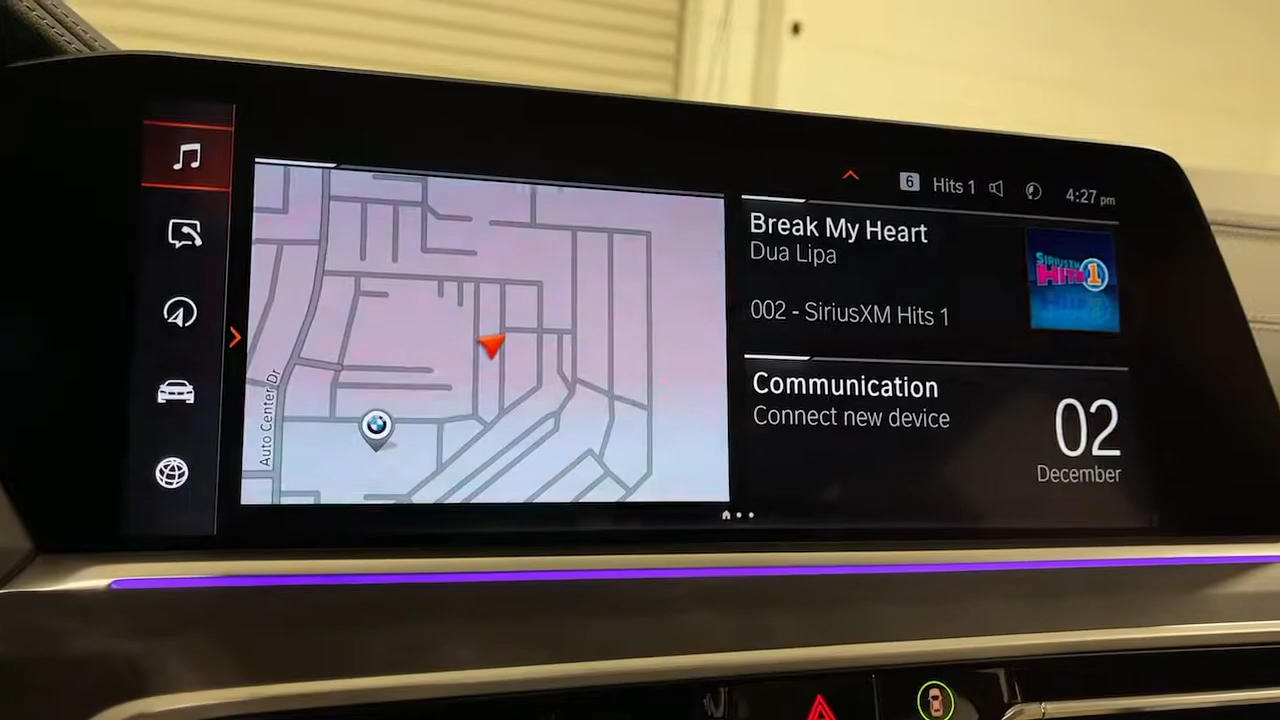 6 Hits 1 4:27 pm
Break My Heart
Dua Lipa
SIRIUSXM
HITS 1
002 - SiriusXM Hits 1
Communication
Connect new device
02
December
Auto Center Dr